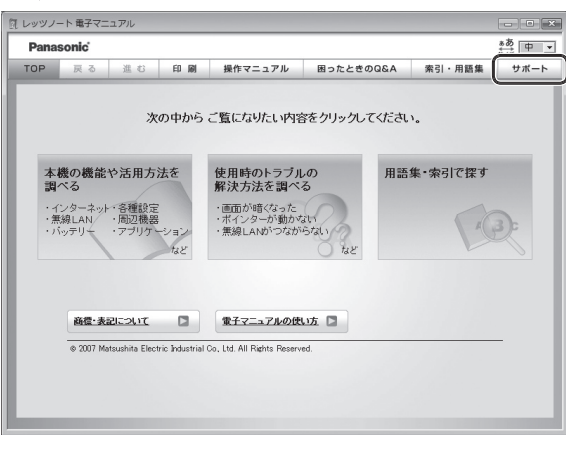 レッツノート 電子マニュアル
Panasonic
あぁ 中
TOP 戻る 進む 印刷 操作マニュアル 困ったときのQ&A 索引・用語集 サポート
次の中から ご覧になりたい内容をクリックしてください。
本機の機能や活用方法を
調べる
・インターネット ・各種設定
・無線LAN ・周辺機器
・バッテリー ・アプリケーション
など
使用時のトラブルの
解決方法を調べる
・画面が暗くなった
・ポインターが動かない
・無線LANがつながらない
など
用語集・索引で探す
商標・表記について
電子マニュアルの使い方
© 2007 Matsushita Electric Industrial Co., Ltd. All Rights Reserved.